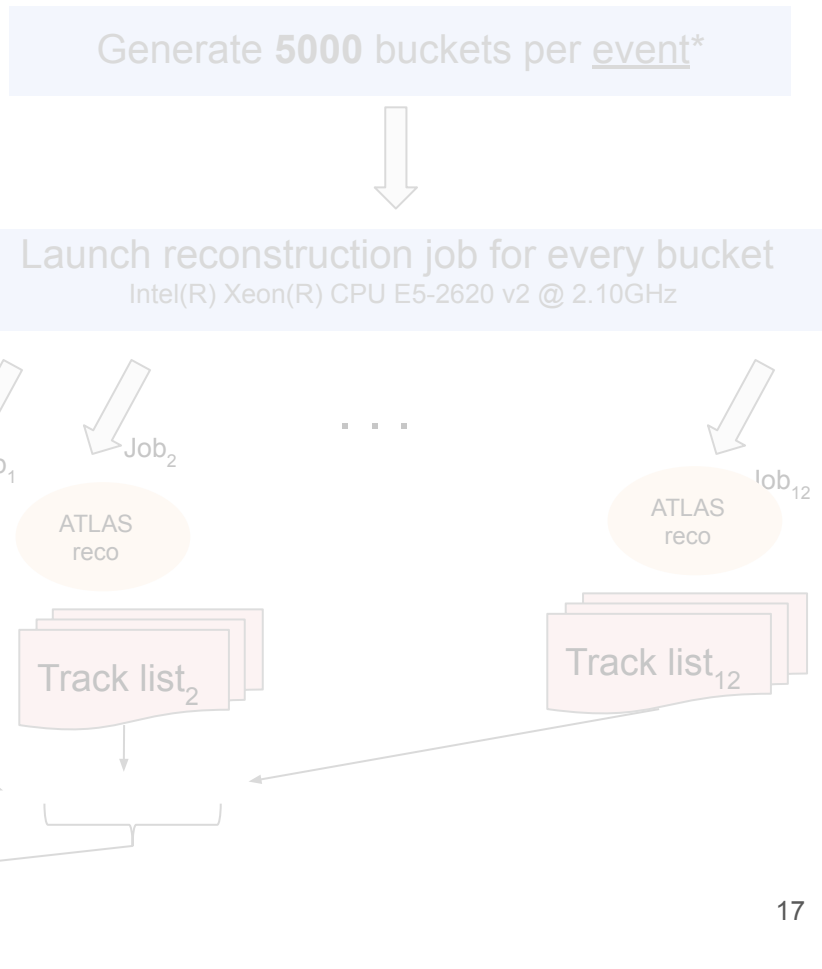 Generate 5000 buckets per event*
Launch reconstruction job for every bucket
Intel(R) Xeon(R) CPU E5-2620 v2 @ 2.10GHz
. . .
Job2
ATLAS
reco
Track list2
ATLAS
reco
Track list12
17